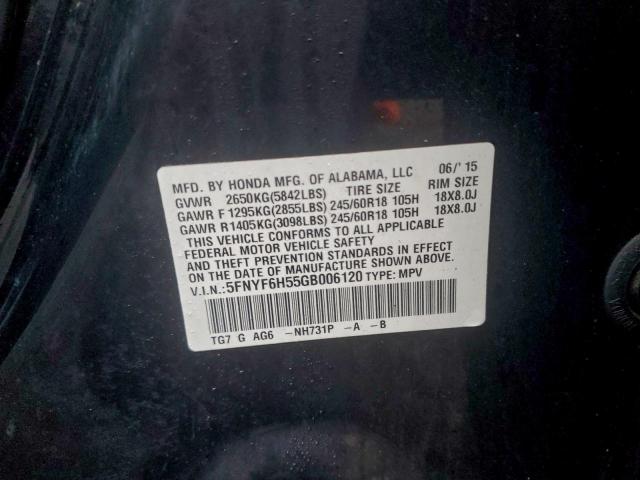 MFD. BY HONDA MFG. OF ALABAMA, LLC 06/'15
GVWR 2650KG(5842LBS) TIRE SIZE RIM SIZE
GAWR F 1295KG(2855LBS) 245/60R18 105H 18X8.0J
GAWR R1405KG(3098LBS) 245/60R18 105H 18X8.0J
THIS VEHICLE CONFORMS TO ALL APPLICABLE
FEDERAL MOTOR VEHICLE SAFETY
AND THEFT PREVENTION STANDARDS IN EFFECT
ON THE DATE OF MANUFACTURE SHOWN ABOVE.
V.I.N.:5FNYF6H55GB006120 TYPE: MPV
TG7 G AG6 -NH731P -A -B